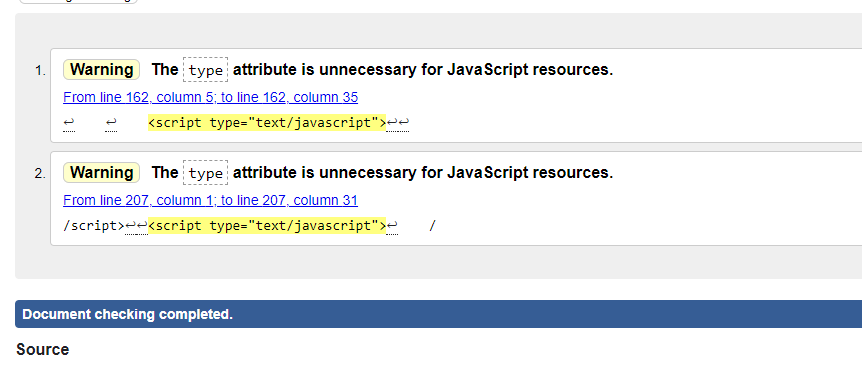 1. Warning The type attribute is unnecessary for JavaScript resources.
From line 162, column 5; to line 162, column 35
↩ ↩ <script type="text/javascript">↩↩
2. Warning The type attribute is unnecessary for JavaScript resources.
From line 207, column 1; to line 207, column 31
/script>↩↩<script type="text/javascript">↩ /
Document checking completed.
Source